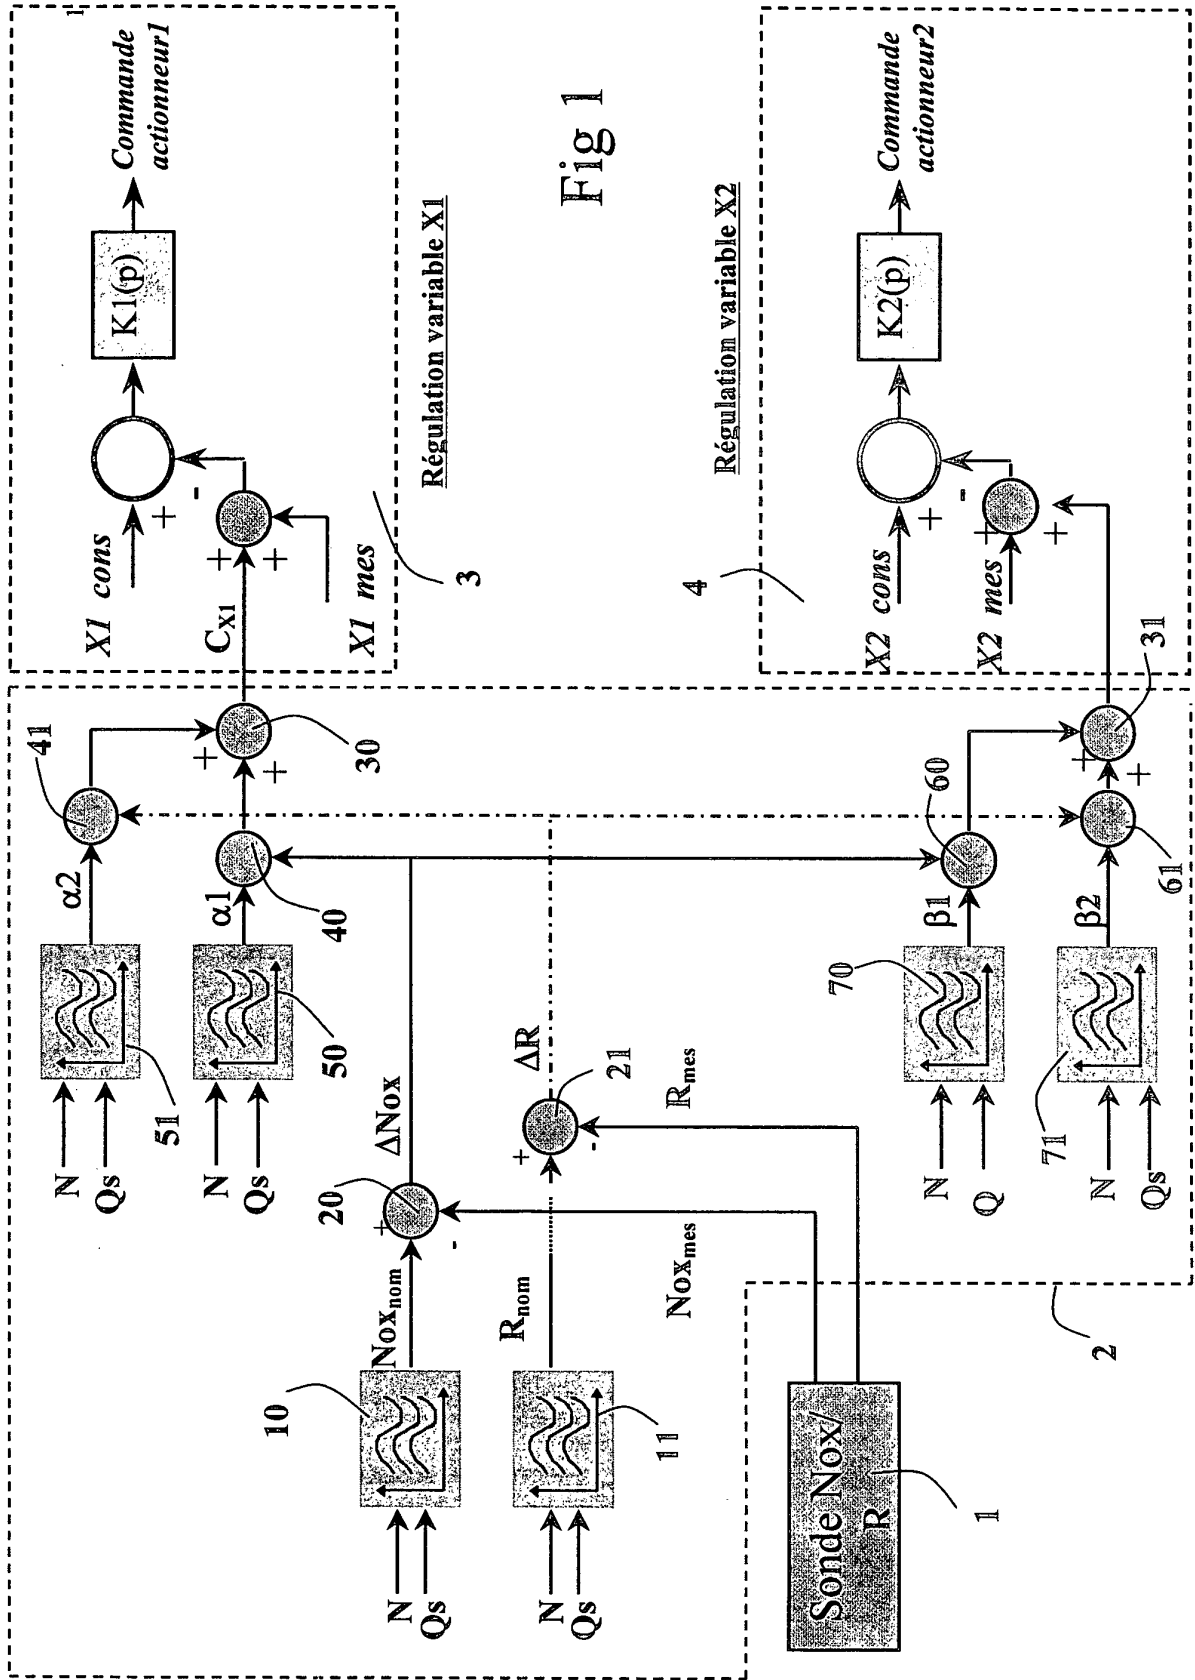 1
Commande
actionneur1
K1(p)
+
-
X1 cons
+
+
C_X1
X1 mes
3
Régulation variable X1
Fig 1
Régulation variable X2
Commande
actionneur2
K2(p)
+
-
X2 cons
+
+
X2 mes
4
41
α2
N
Qs
51
+
+
30
α1
40
N
Qs
50
ΔNox
20
+
-
Nox_nom
10
N
Qs
ΔR
21
+
-
R_nom
11
N
Qs
R_mes
Nox_mes
Sonde Nox/
R
1
2
60
β1
70
N
Q
31
+
+
61
β2
71
N
Qs